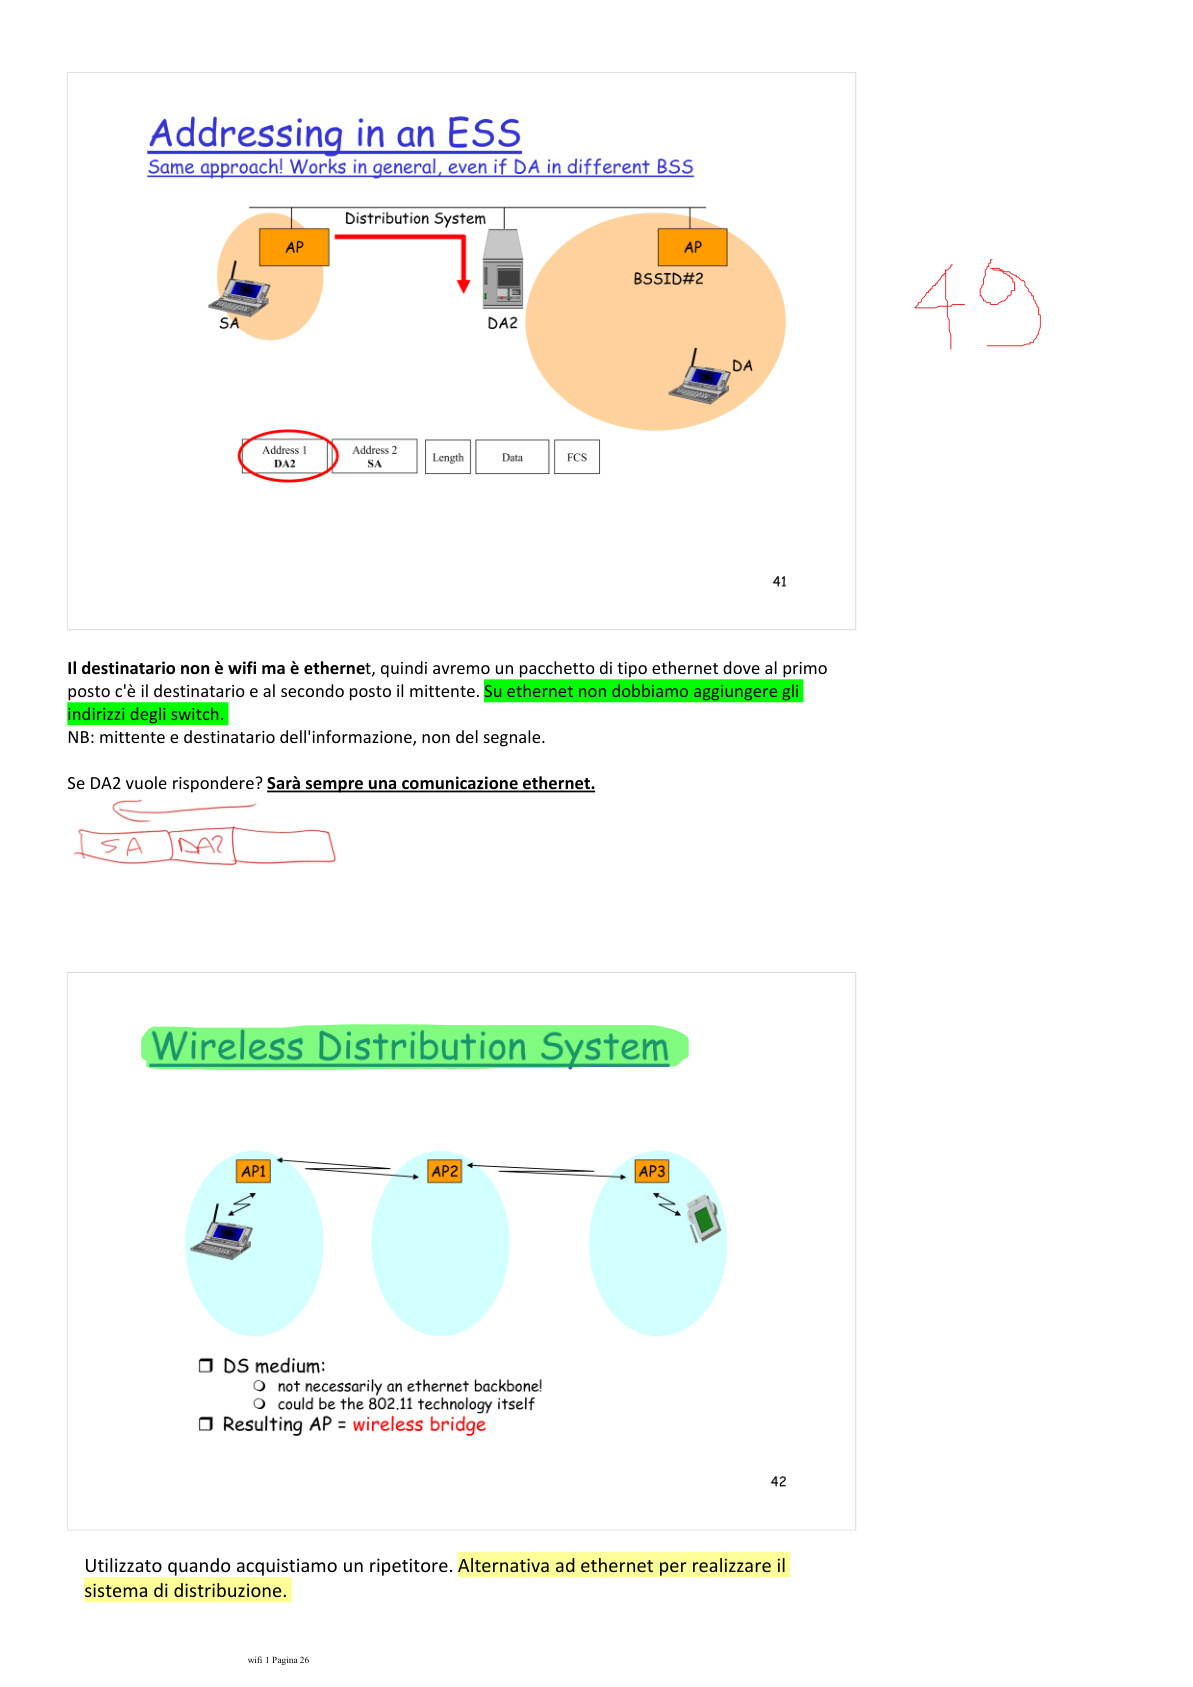 Addressing in an ESS
Same approach! Works in general, even if DA in different BSS
Distribution System
AP
AP
BSSID#2
SA
DA2
DA
49
Address 1
DA2
Address 2
SA
Length
Data
FCS
41
Il destinatario non è wifi ma è ethernet, quindi avremo un pacchetto di tipo ethernet dove al primo
posto c'è il destinatario e al secondo posto il mittente. Su ethernet non dobbiamo aggiungere gli
indirizzi degli switch.
NB: mittente e destinatario dell'informazione, non del segnale.
Se DA2 vuole rispondere? Sarà sempre una comunicazione ethernet.
SA DA2
Wireless Distribution System
AP1
AP2
AP3
❒ DS medium:
❍ not necessarily an ethernet backbone!
❍ could be the 802.11 technology itself
❒ Resulting AP = wireless bridge
42
Utilizzato quando acquistiamo un ripetitore. Alternativa ad ethernet per realizzare il
sistema di distribuzione.
wifi 1 Pagina 26